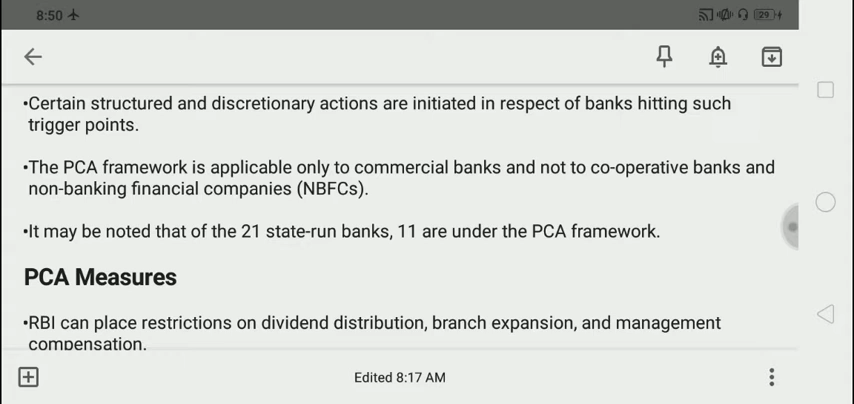 8:50
29
•Certain structured and discretionary actions are initiated in respect of banks hitting such
trigger points.
•The PCA framework is applicable only to commercial banks and not to co-operative banks and
non-banking financial companies (NBFCs).
•It may be noted that of the 21 state-run banks, 11 are under the PCA framework.
PCA Measures
•RBI can place restrictions on dividend distribution, branch expansion, and management
compensation.
Edited 8:17 AM